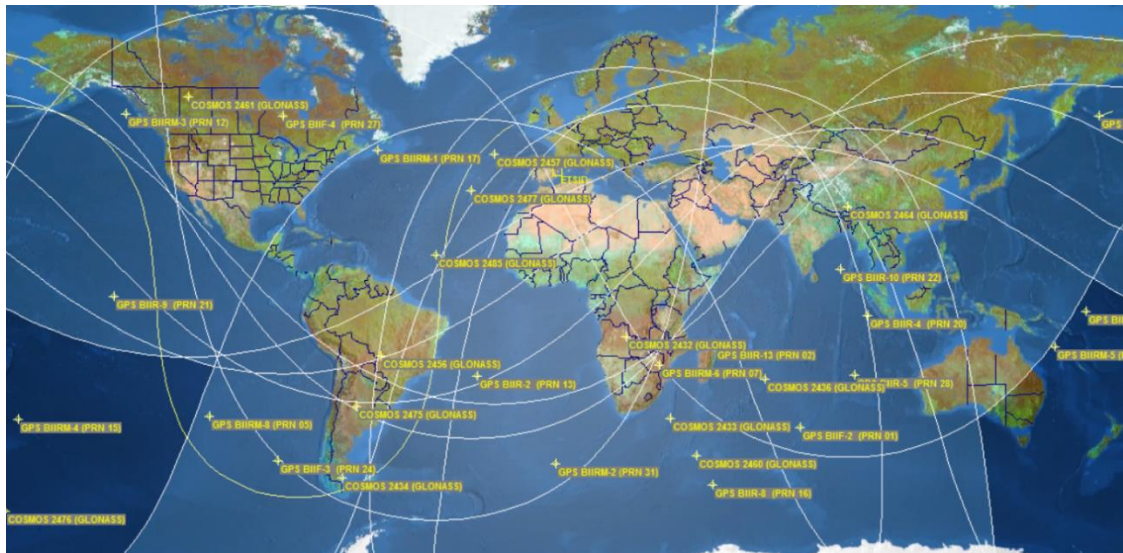 COSMOS 2461 (GLONASS)
GPS BIIRM-3 (PRN 12)
GPS BIIF-4 (PRN 27)
GPS BIIRM-1 (PRN 17)
COSMOS 2457 (GLONASS)
COSMOS 2477 (GLONASS)
COSMOS 2464 (GLONASS)
COSMOS 2485 (GLONASS)
GPS BIIR-10 (PRN 22)
GPS BIIR-9 (PRN 21)
GPS BIIR-4 (PRN 20)
COSMOS 2432 (GLONASS)
GPS BIIR-13 (PRN 02)
GPS BIIRM-5
COSMOS 2456 (GLONASS)
GPS BIIRM-6 (PRN 07)
GPS BIIR-2 (PRN 13)
COSMOS 2436 (GLONASS)
(PRN 28)
COSMOS 2475 (GLONASS)
GPS BIIRM-4 (PRN 15)
GPS BIIRM-8 (PRN 05)
COSMOS 2433 (GLONASS)
GPS BIIF-2 (PRN 01)
GPS BIIF-3 (PRN 24)
GPS BIIRM-2 (PRN 31)
COSMOS 2460 (GLONASS)
COSMOS 2434 (GLONASS)
GPS BIIR-8 (PRN 16)
COSMOS 2476 (GLONASS)